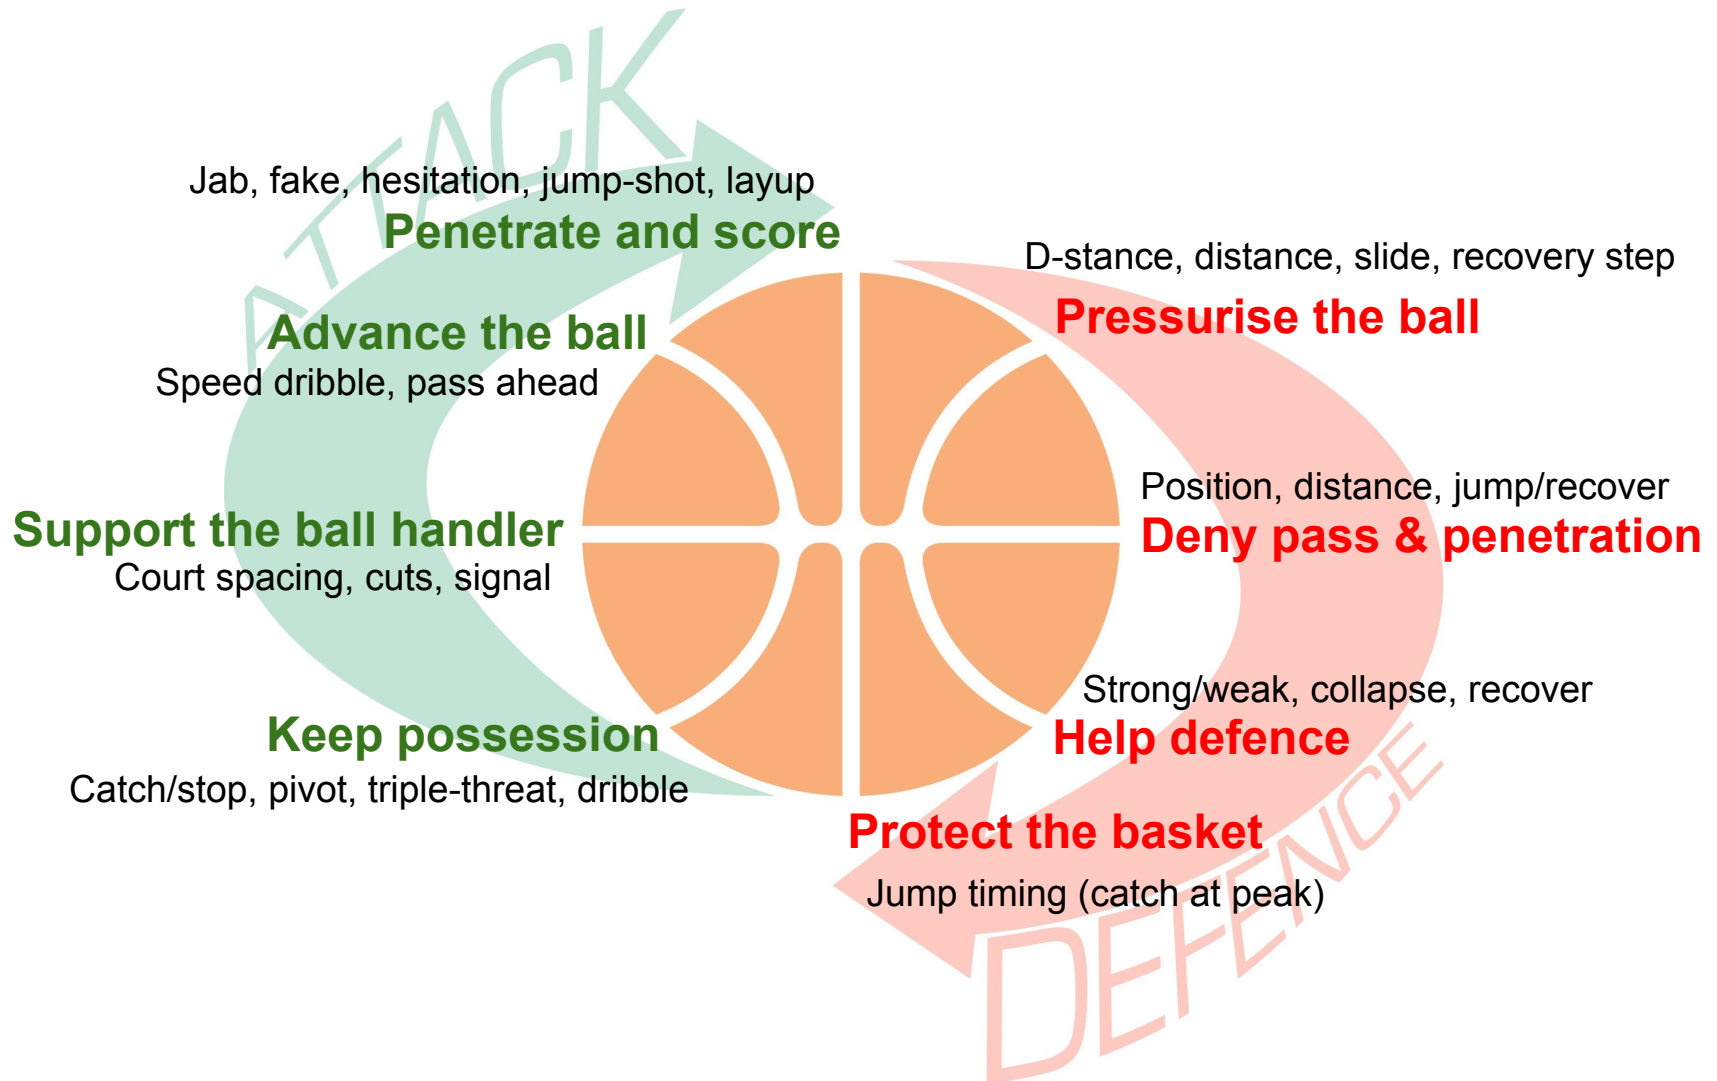 ATTACK
Jab, fake, hesitation, jump-shot, layup
Penetrate and score
Advance the ball
Speed dribble, pass ahead
Support the ball handler
Court spacing, cuts, signal
Keep possession
Catch/stop, pivot, triple-threat, dribble
D-stance, distance, slide, recovery step
Pressurise the ball
Position, distance, jump/recover
Deny pass & penetration
Strong/weak, collapse, recover
Help defence
Protect the basket
Jump timing (catch at peak)
DEFENCE